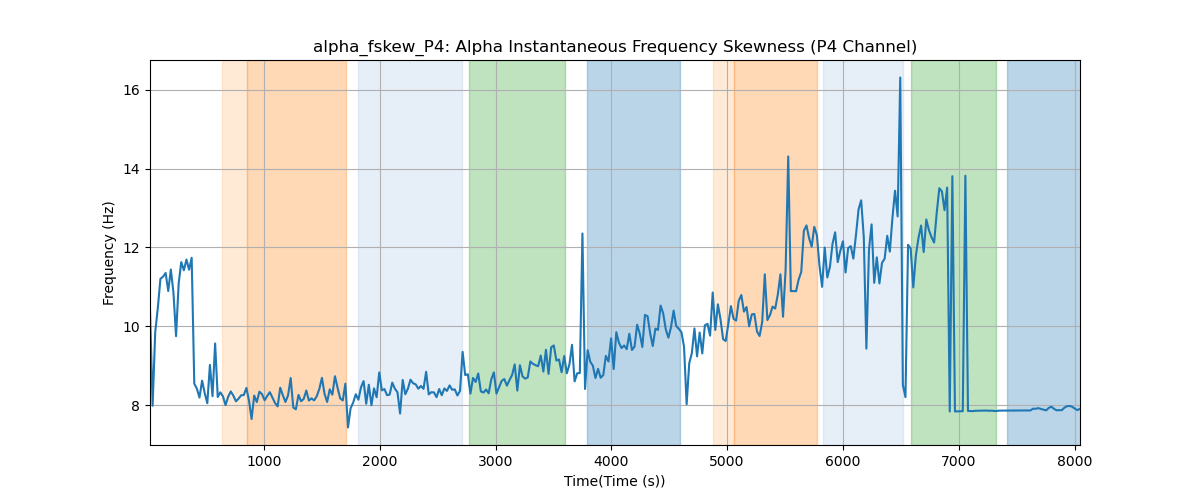 alpha_fskew_P4: Alpha Instantaneous Frequency Skewness (P4 Channel)
16
14
12
10
8
Frequency (Hz)
1000 2000 3000 4000 5000 6000 7000 8000
Time(Time (s))